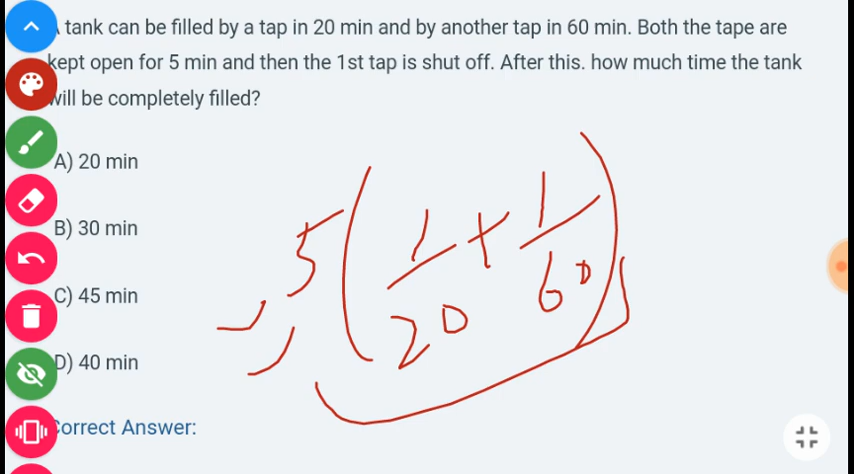 tank can be filled by a tap in 20 min and by another tap in 60 min. Both the tape are
kept open for 5 min and then the 1st tap is shut off. After this. how much time the tank
will be completely filled?
A) 20 min
B) 30 min
C) 45 min
D) 40 min
5(1/20 + 1/60)
Correct Answer: